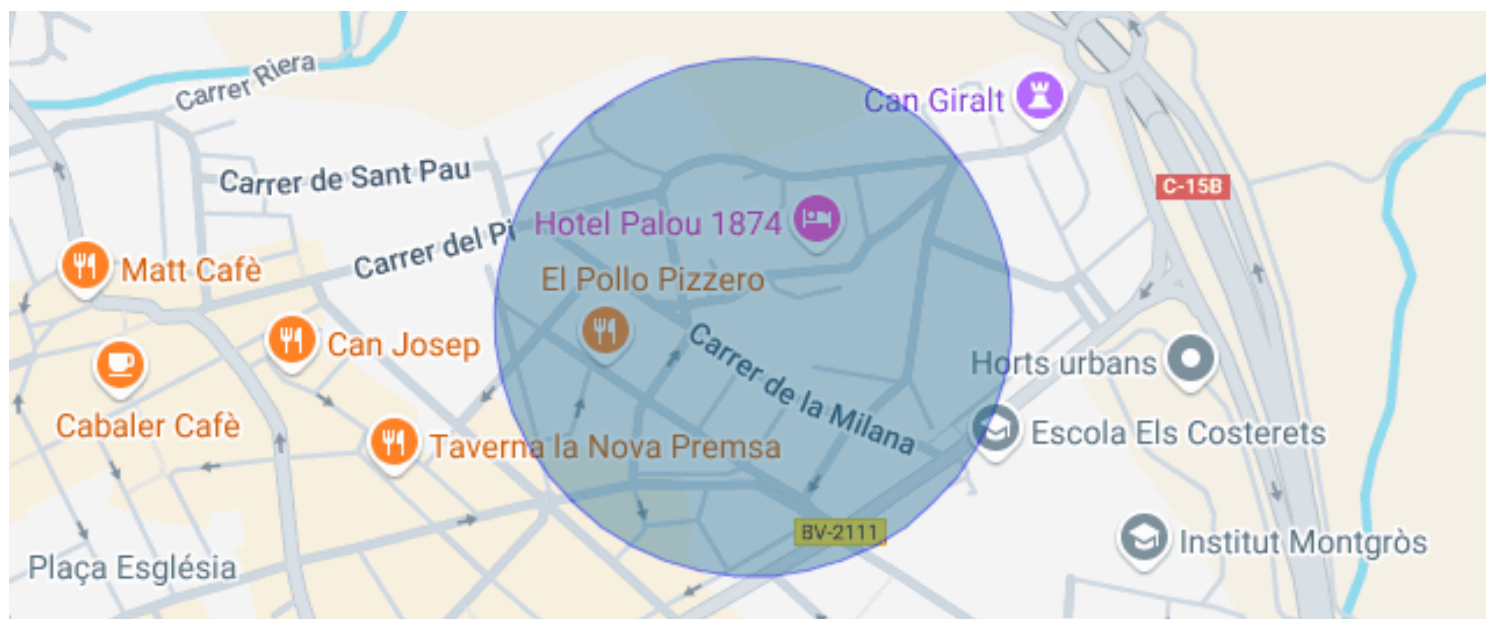 Carrer Riera
Can Giralt
Carrer de Sant Pau
C-15B
Hotel Palou 1874
Carrer del Pi
Matt Cafè
El Pollo Pizzero
Can Josep
Carrer de la Milana
Horts urbans
Cabaler Cafè
Taverna la Nova Premsa
Escola Els Costerets
BV-2111
Institut Montgròs
Plaça Església